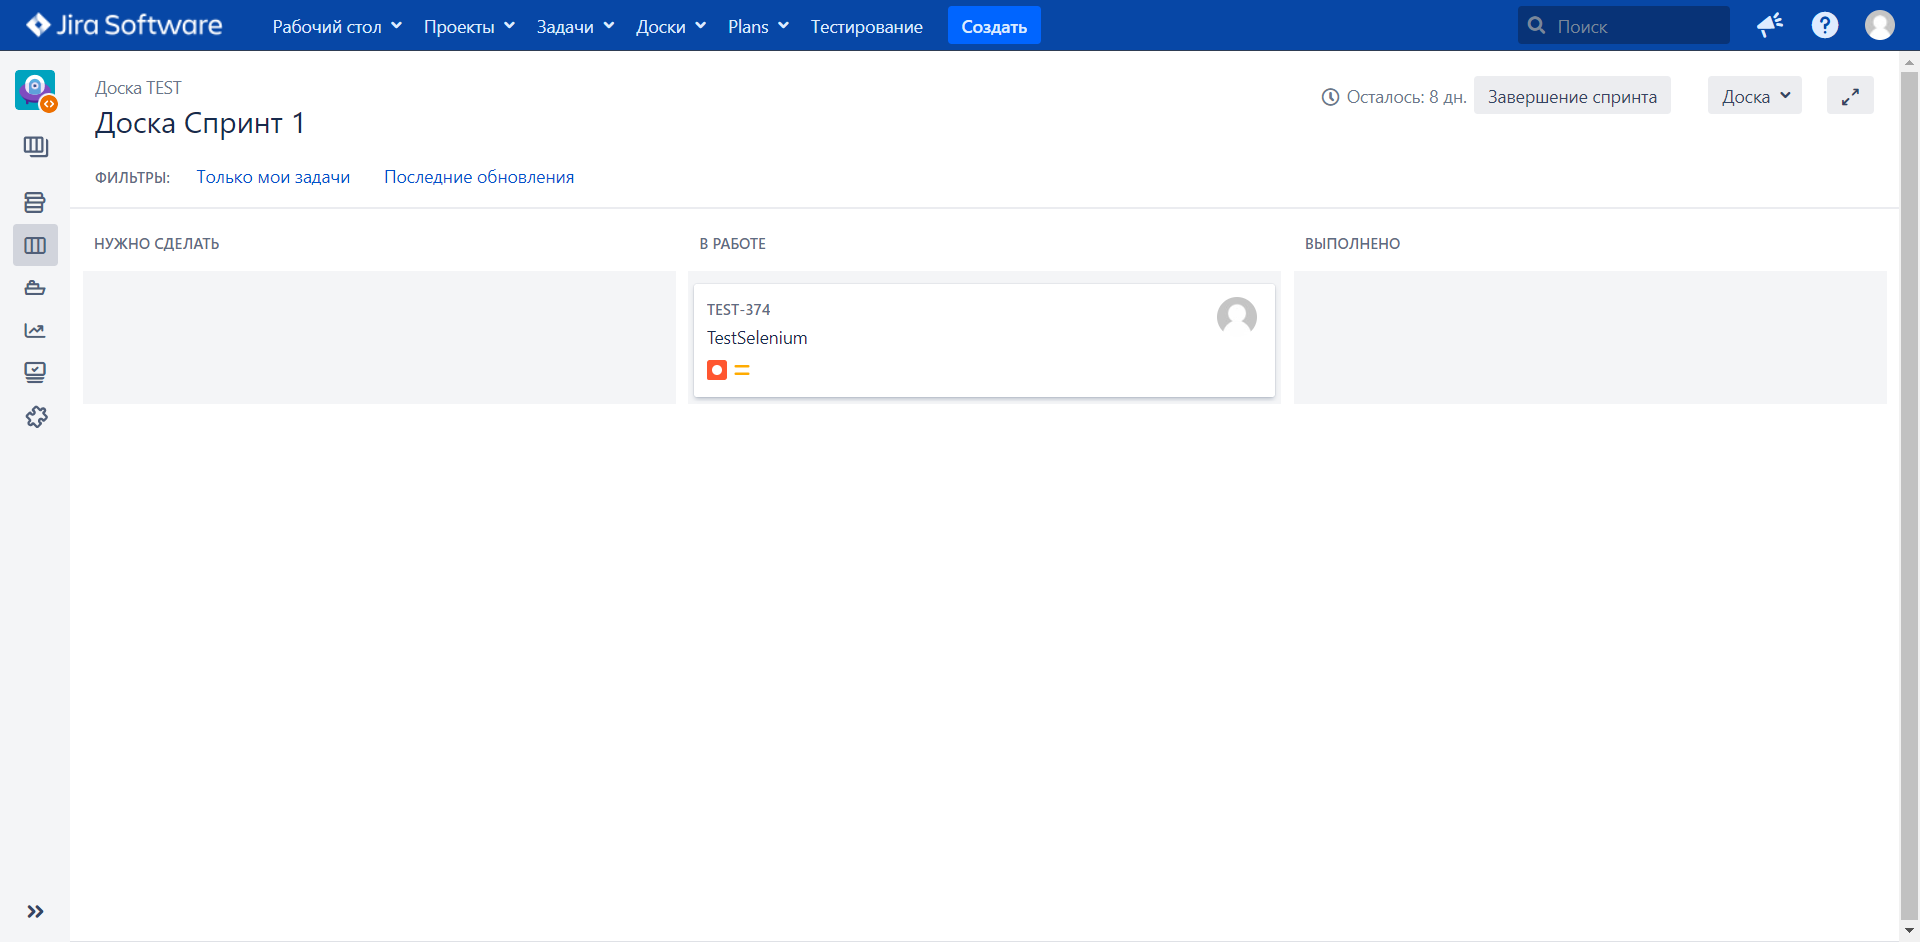 Jira Software Рабочий стол Проекты Задачи Доски Plans Тестирование Создать Поиск
Доска TEST
Доска Спринт 1
Осталось: 8 дн. Завершение спринта Доска
ФИЛЬТРЫ: Только мои задачи Последние обновления
НУЖНО СДЕЛАТЬ В РАБОТЕ ВЫПОЛНЕНО
TEST-374
TestSelenium